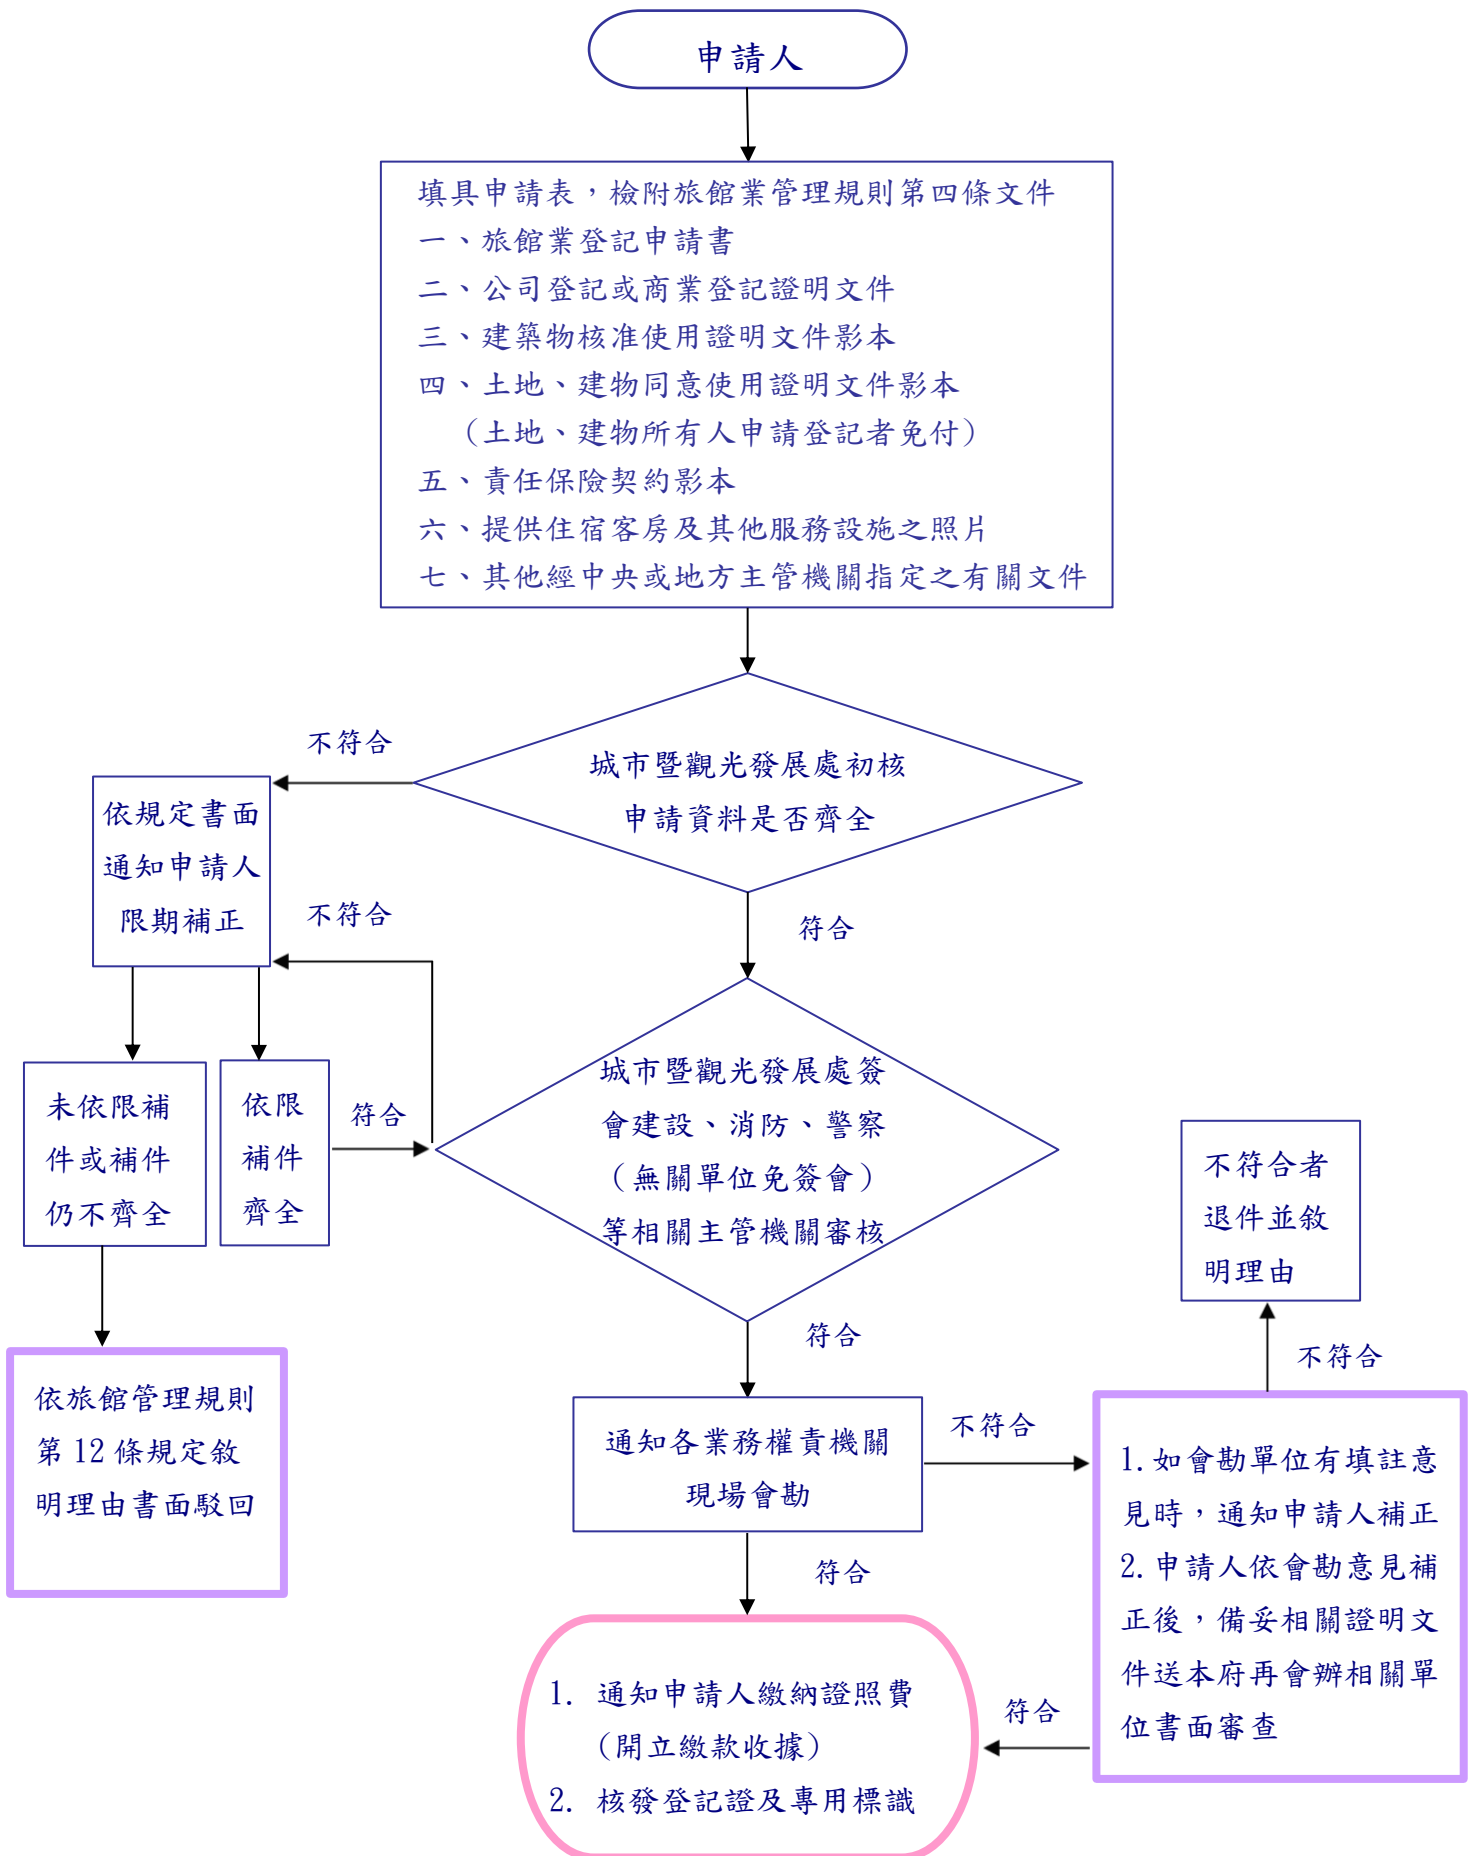 申請人
填具申請表，檢附旅館業管理規則第四條文件
一、旅館業登記申請書
二、公司登記或商業登記證明文件
三、建築物核准使用證明文件影本
四、土地、建物同意使用證明文件影本
（土地、建物所有人申請登記者免付）
五、責任保險契約影本
六、提供住宿客房及其他服務設施之照片
七、其他經中央或地方主管機關指定之有關文件
不符合
城市暨觀光發展處初核
申請資料是否齊全
依規定書面
通知申請人
限期補正
不符合
符合
城市暨觀光發展處簽
會建設、消防、警察
（無關單位免簽會）
等相關主管機關審核
未依限補
件或補件
仍不齊全
依限
補件
齊全
符合
不符合者
退件並敘
明理由
符合
不符合
依旅館管理規則
第12條規定敘
明理由書面駁回
通知各業務權責機關
現場會勘
不符合
1.如會勘單位有填註意
見時，通知申請人補正
2.申請人依會勘意見補
正後，備妥相關證明文
件送本府再會辦相關單
位書面審查
符合
符合
1. 通知申請人繳納證照費
（開立繳款收據）
2. 核發登記證及專用標識